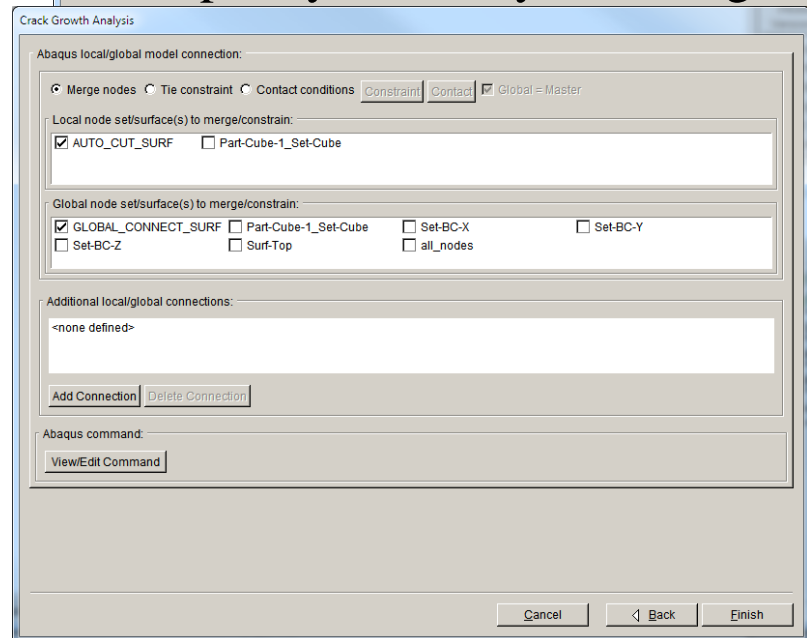 Crack Growth Analysis
Abaqus local/global model connection:
Merge nodes Tie constraint Contact conditions Constraint Contact Global = Master
Local node set/surface(s) to merge/constrain:
AUTO_CUT_SURF Part-Cube-1_Set-Cube
Global node set/surface(s) to merge/constrain:
GLOBAL_CONNECT_SURF Part-Cube-1_Set-Cube Set-BC-X Set-BC-Y
Set-BC-Z Surf-Top all_nodes
Additional local/global connections:
<none defined>
Add Connection Delete Connection
Abaqus command:
View/Edit Command
Cancel Back Finish